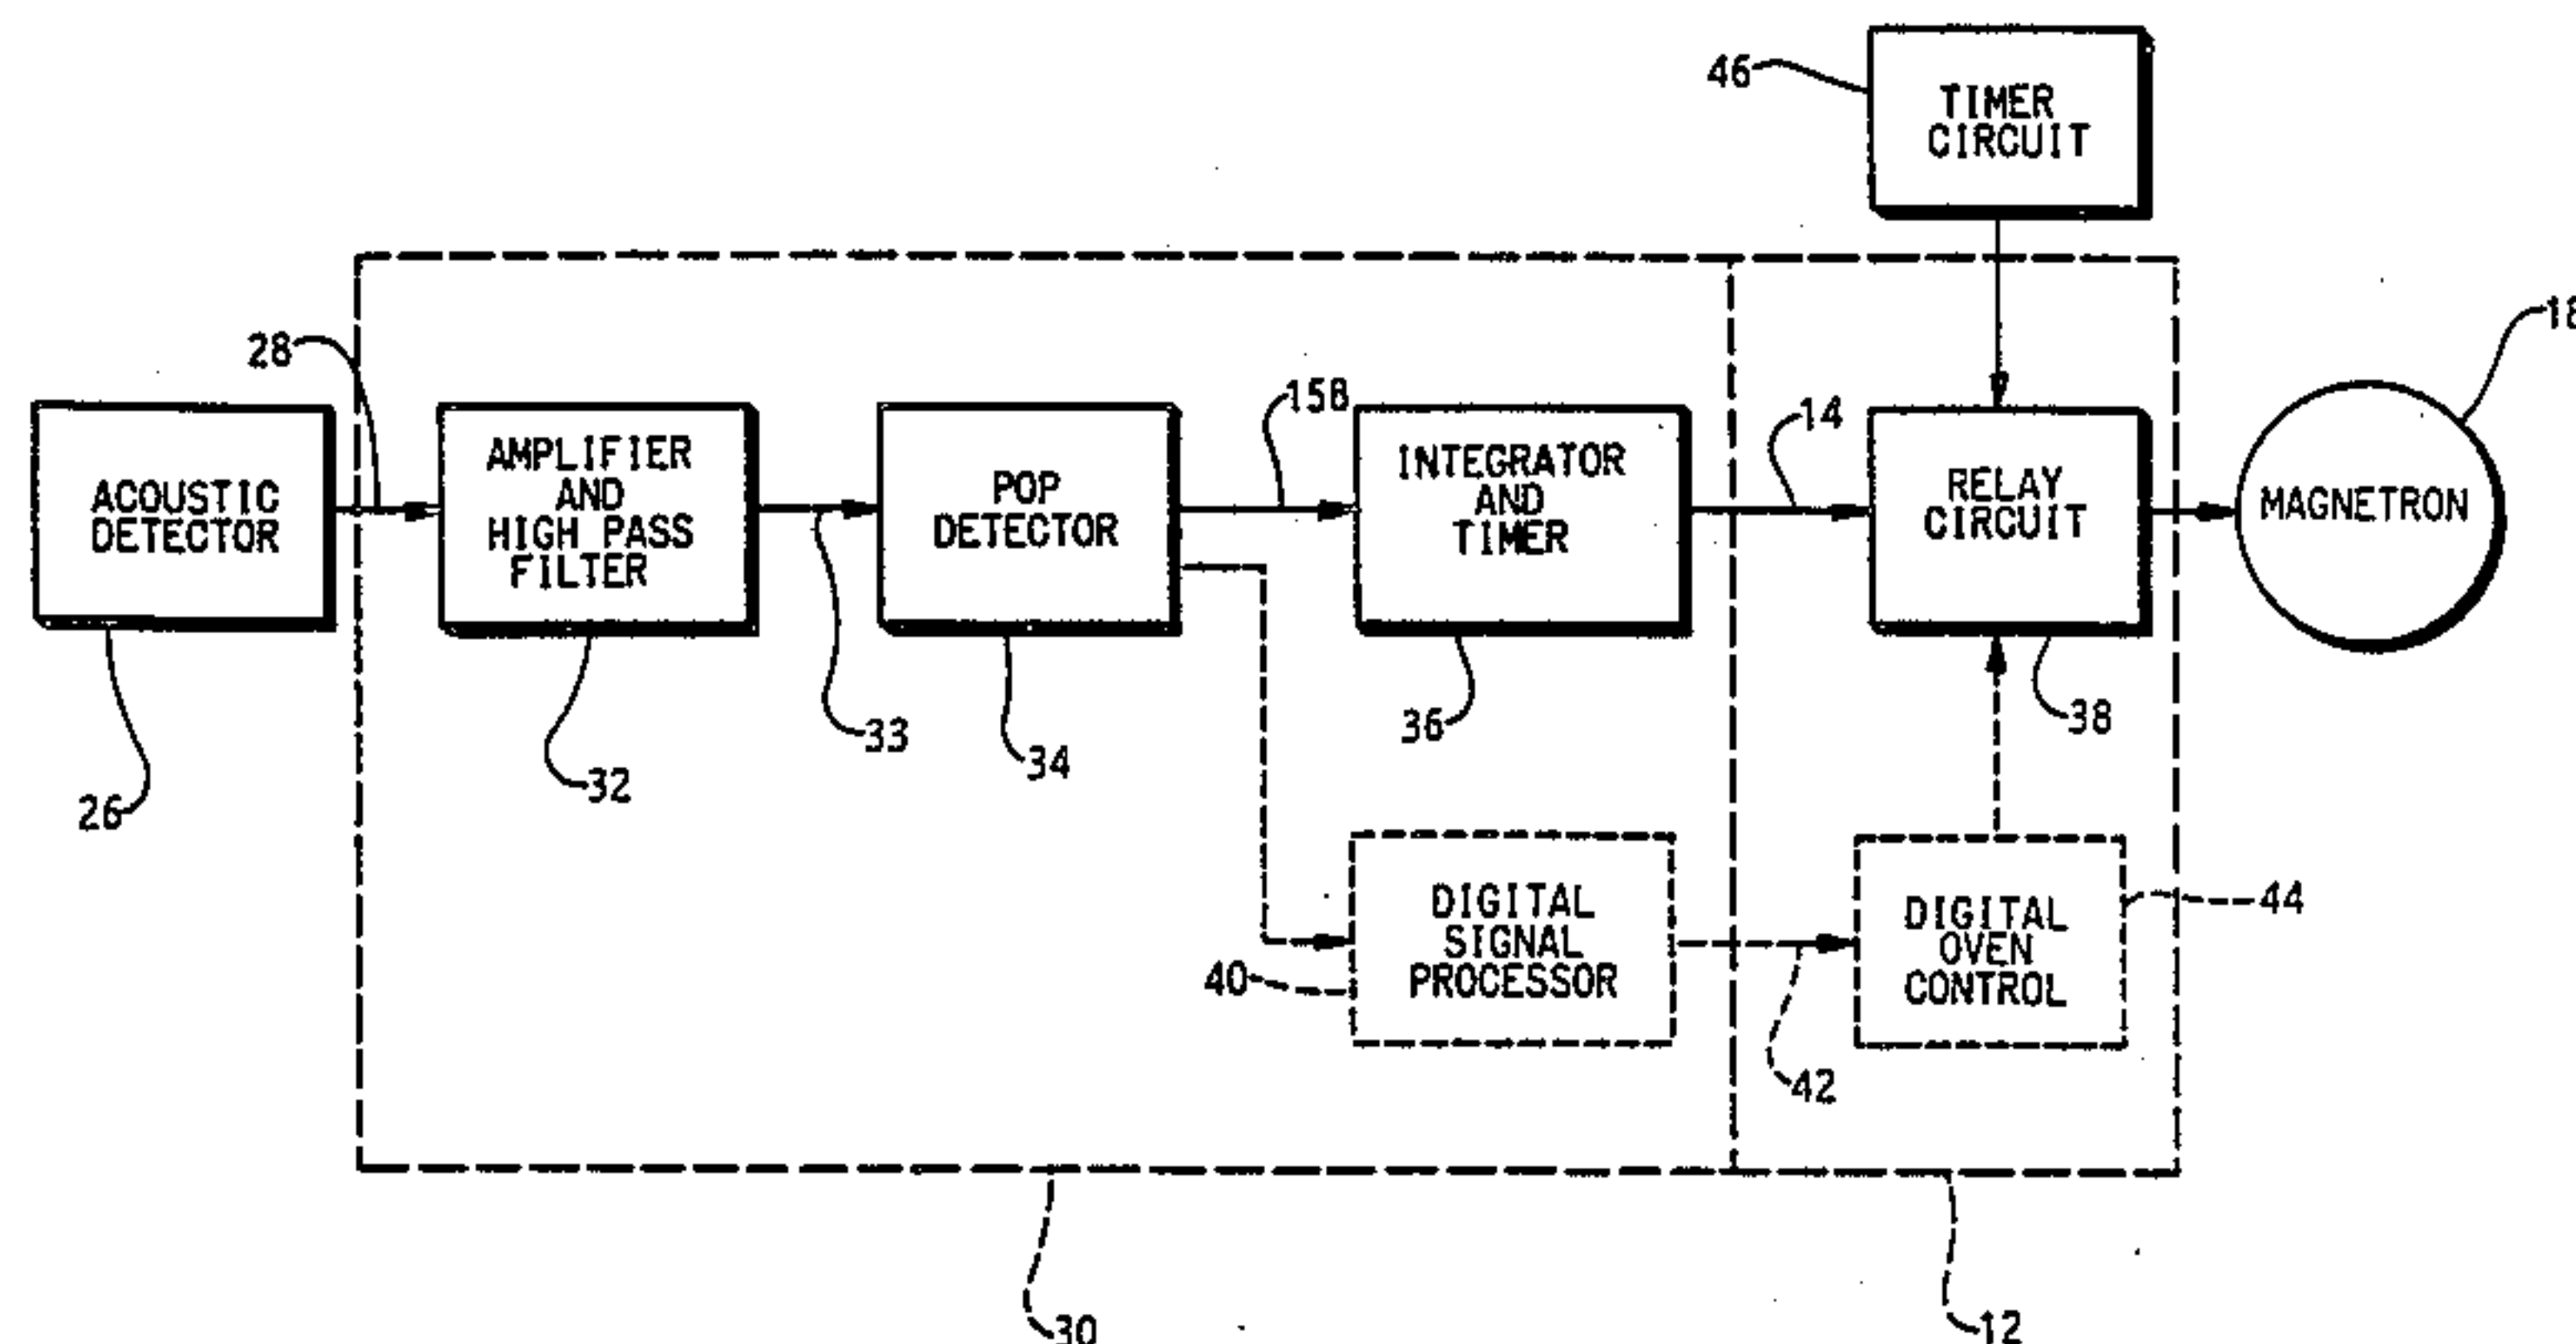 46
TIMER
CIRCUIT
18
28
158
14
ACOUSTIC
DETECTOR
AMPLIFIER
AND
HIGH PASS
FILTER
POP
DETECTOR
INTEGRATOR
AND
TIMER
RELAY
CIRCUIT
MAGNETRON
26
32
33
34
36
38
40
DIGITAL
SIGNAL
PROCESSOR
42
DIGITAL
OVEN
CONTROL
44
30
12